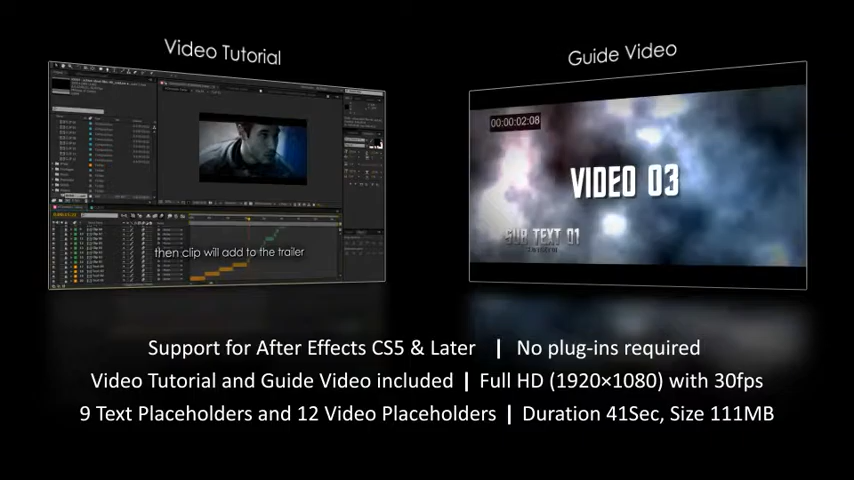 Video Tutorial
Guide Video
00:00:02:08
VIDEO 03
SUB TEXT 01
then clip will add to the trailer
Support for After Effects CS5 & Later | No plug-ins required
Video Tutorial and Guide Video included | Full HD (1920×1080) with 30fps
9 Text Placeholders and 12 Video Placeholders | Duration 41Sec, Size 111MB